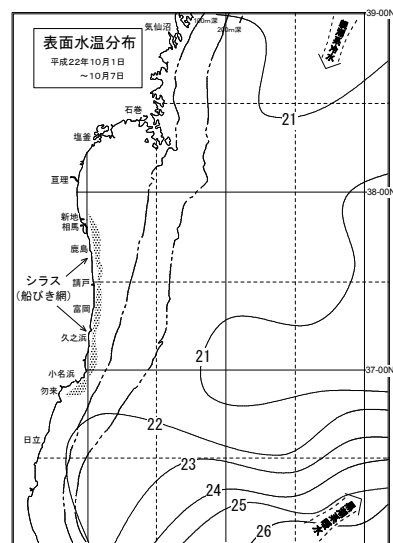 表面水温分布
平成22年10月1日
～10月7日
気仙沼
100m深
200m深
39-00N
石巻
塩釜
21
亘理
38-00N
新地
相馬
鹿島
シラス
(船びき網)
請戸
富岡
久之浜
21
37-00N
小名浜
勿来
22
日立
23
24
25
26